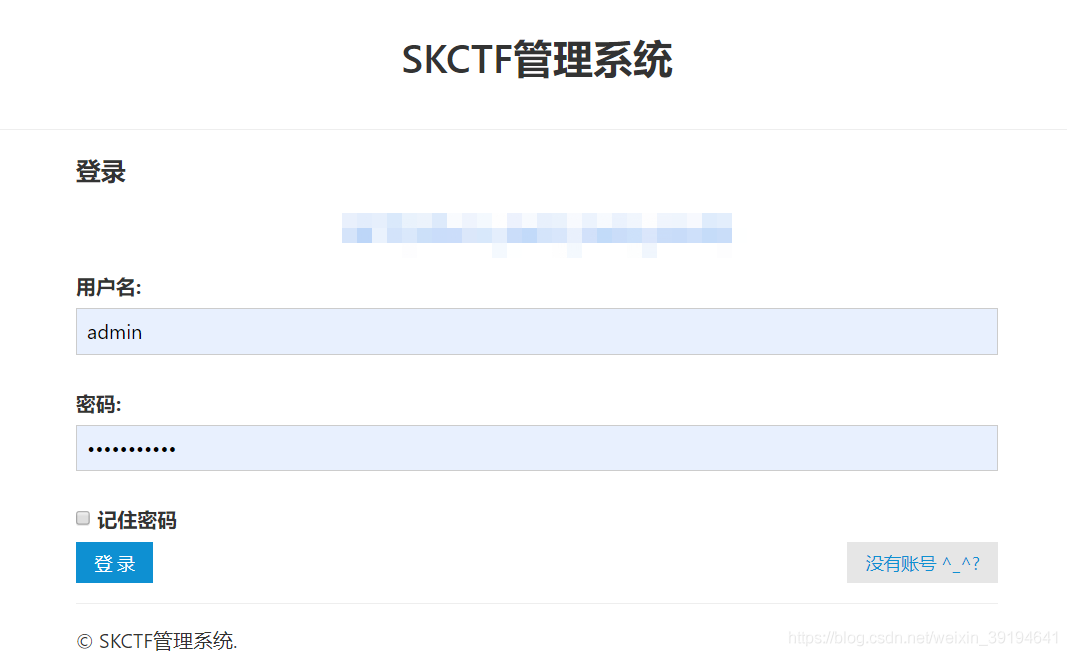 SKCTF管理系统
登录
用户名:
admin
密码:
•••••••••••
记住密码
登录
没有账号 ^_^?
© SKCTF管理系统.
https://blog.csdn.net/weixin_39194641